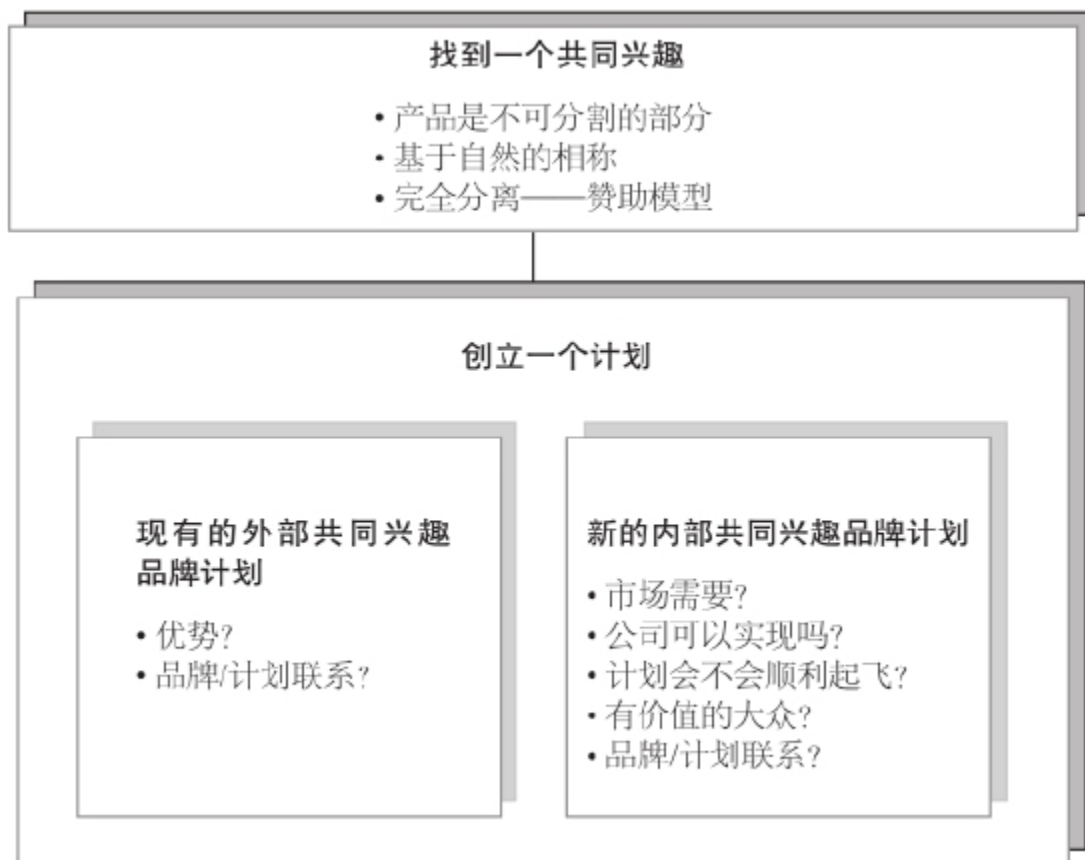 找到一个共同兴趣
• 产品是不可分割的部分
• 基于自然的相称
• 完全分离——赞助模型
创立一个计划
现有的外部共同兴趣
品牌计划
• 优势?
• 品牌/计划联系?
新的内部共同兴趣品牌计划
• 市场需要?
• 公司可以实现吗?
• 计划会不会顺利起飞?
• 有价值的大众?
• 品牌/计划联系?